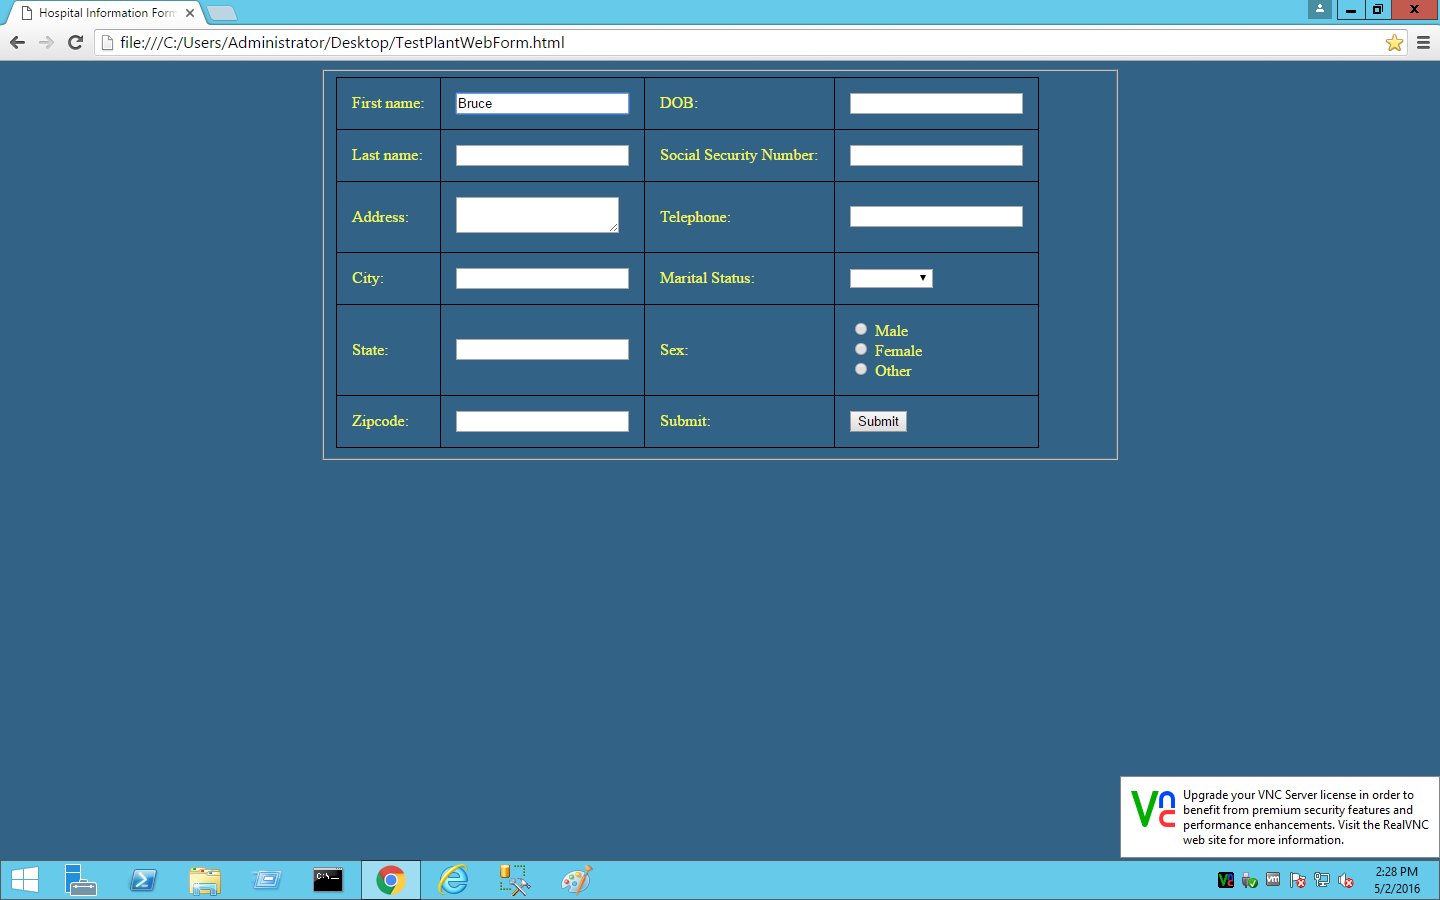 Hospital Information Form
file:///C:/Users/Administrator/Desktop/TestPlantWebForm.html
First name: Bruce DOB:
Last name: Social Security Number:
Address: Telephone:
City: Marital Status:
State: Sex:
Male
Female
Other
Zipcode: Submit: Submit
Upgrade your VNC Server license in order to
benefit from premium security features and
performance enhancements. Visit the RealVNC
web site for more information.
2:28 PM
5/2/2016